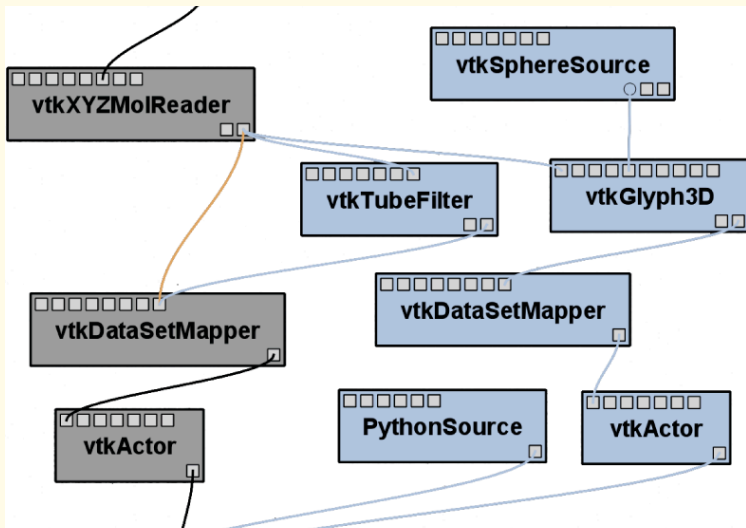 vtkSphereSource
vtkXYZMolReader
vtkTubeFilter
vtkGlyph3D
vtkDataSetMapper
vtkDataSetMapper
PythonSource
vtkActor
vtkActor